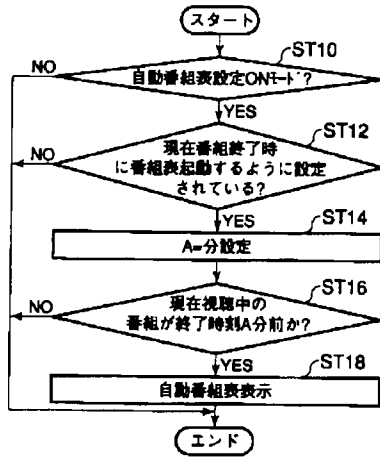 スタート
ST10
自動番組表設定ONモード?
NO
YES
ST12
現在番組終了時
に番組表起動するように設定
されている?
NO
YES
ST14
A=分設定
ST16
現在視聴中の
番組が終了時刻A分前か?
NO
YES
ST18
自動番組表表示
エンド